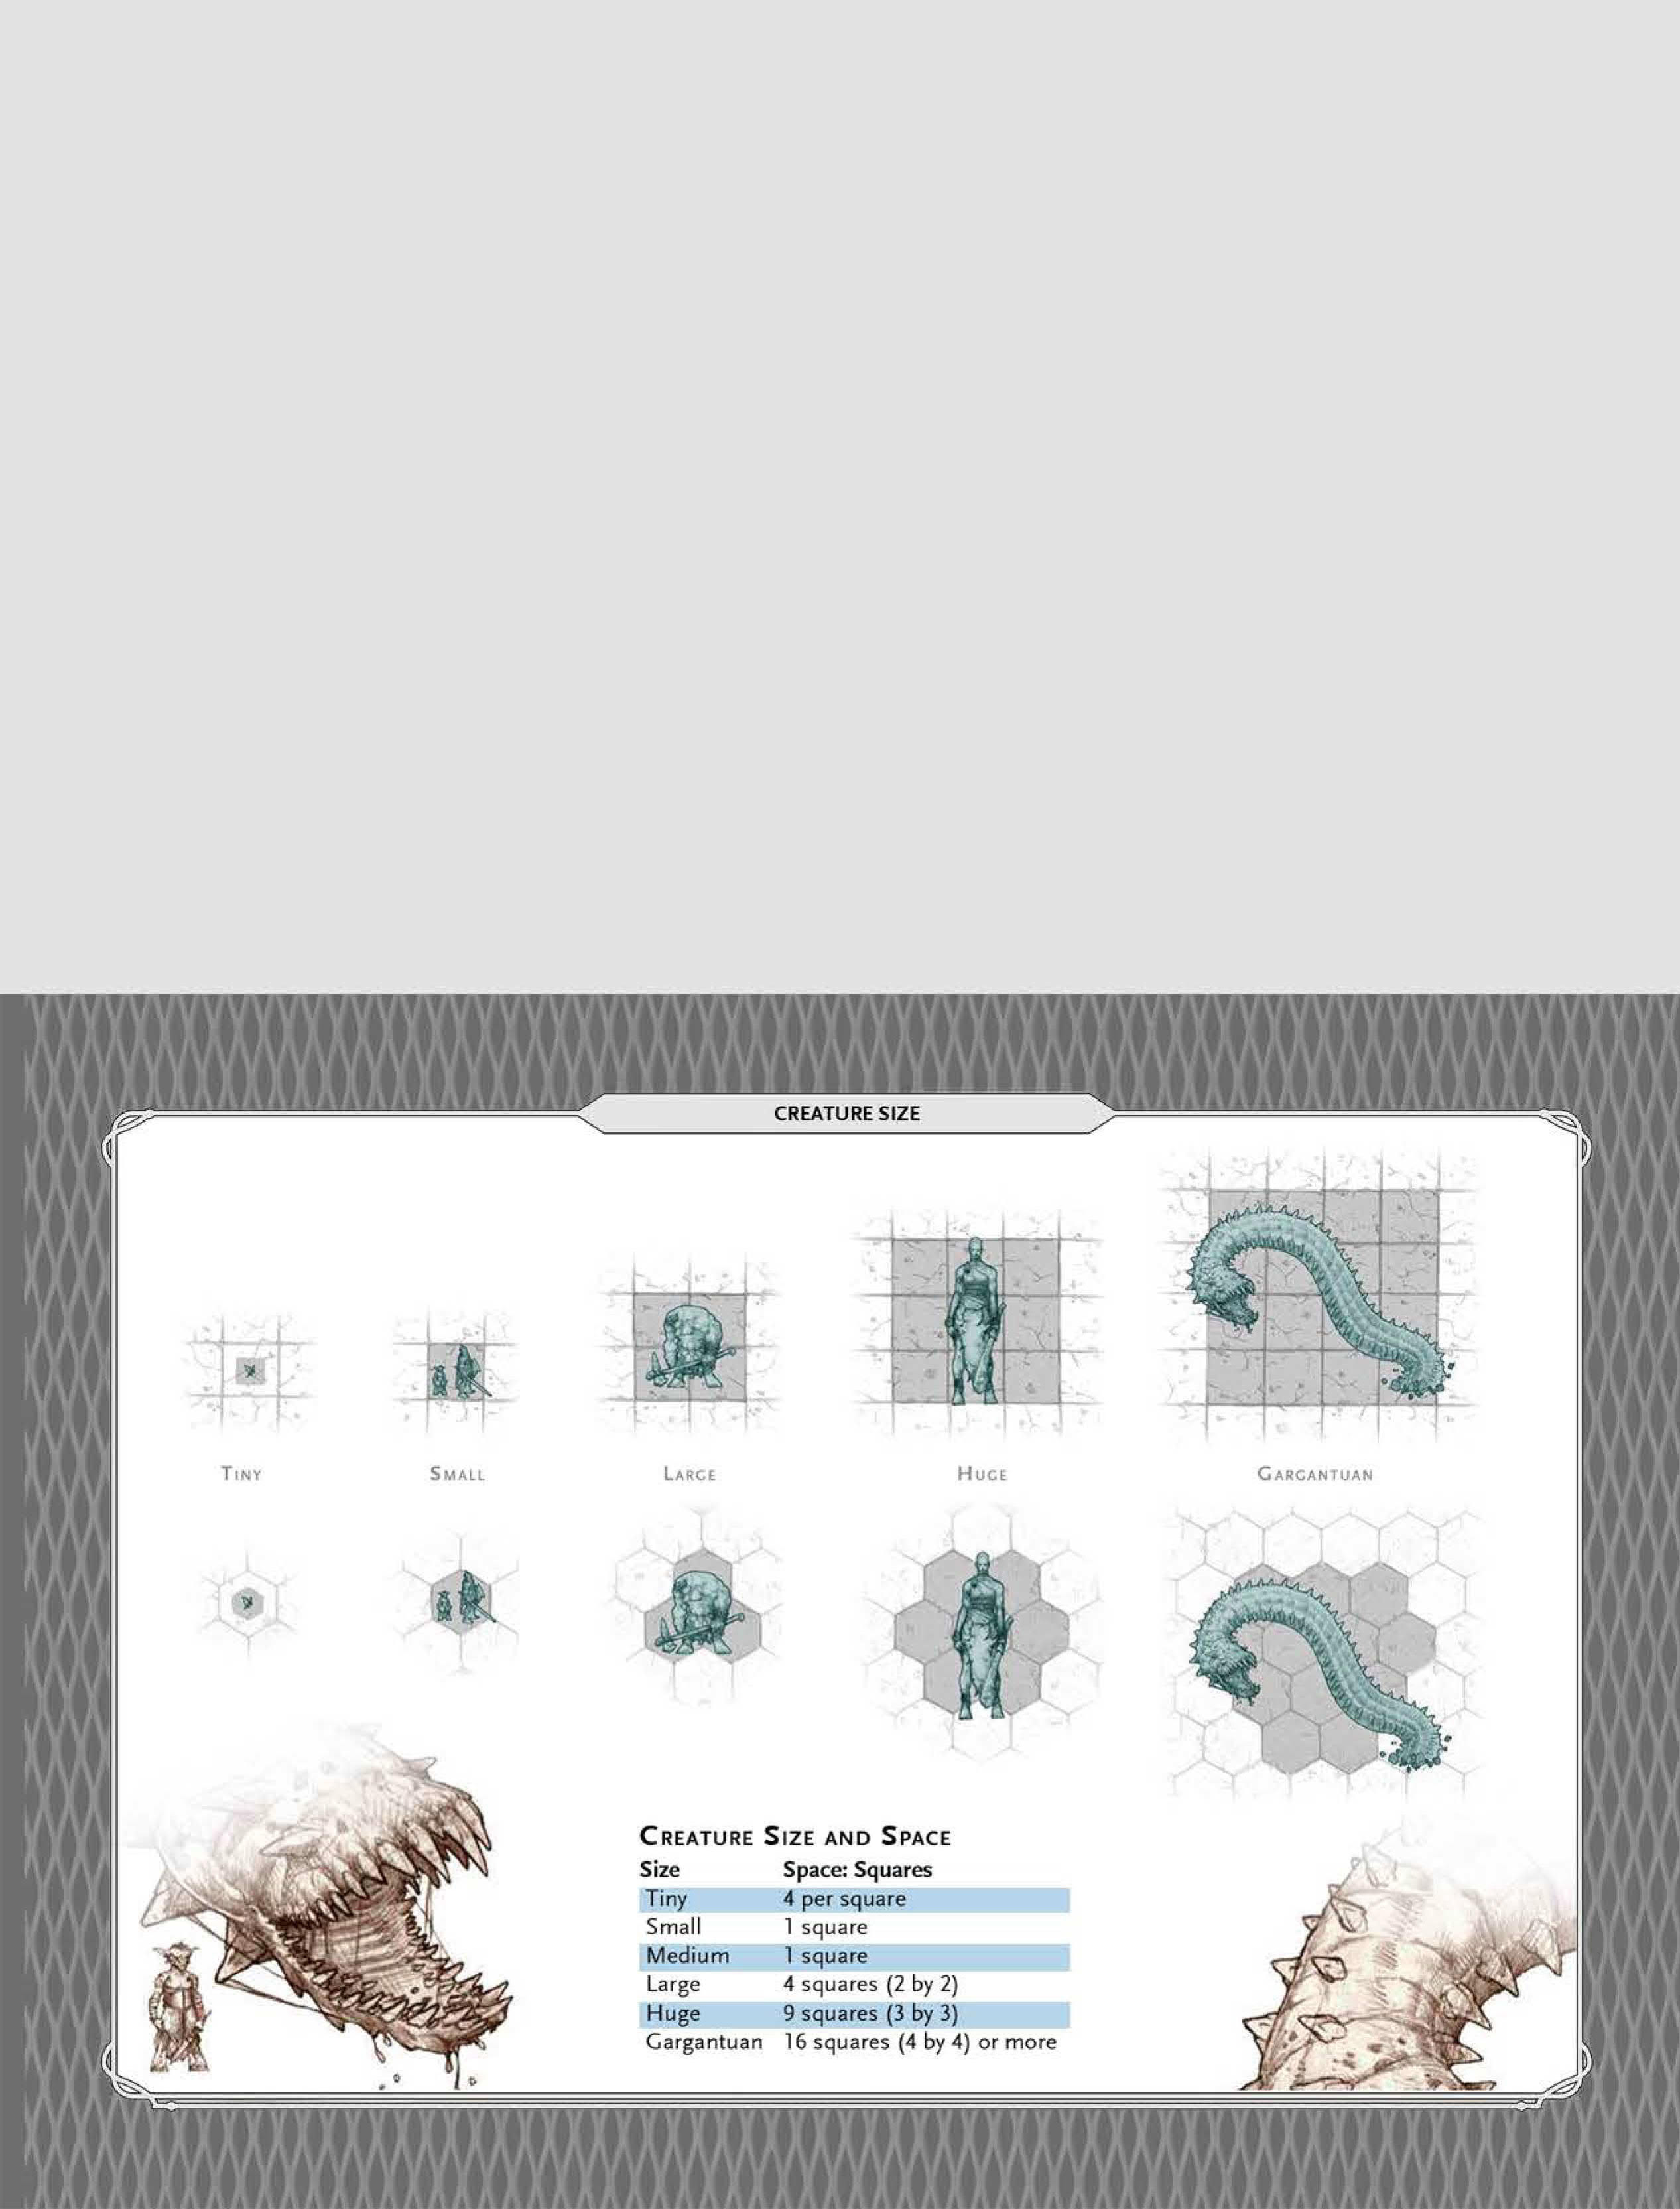 CREATURE SIZE
TINY
SMALL
LARGE
HUGE
GARGANTUAN
CREATURE SIZE AND SPACE
Size Space: Squares
Tiny 4 per square
Small 1 square
Medium 1 square
Large 4 squares (2 by 2)
Huge 9 squares (3 by 3)
Gargantuan 16 squares (4 by 4) or more